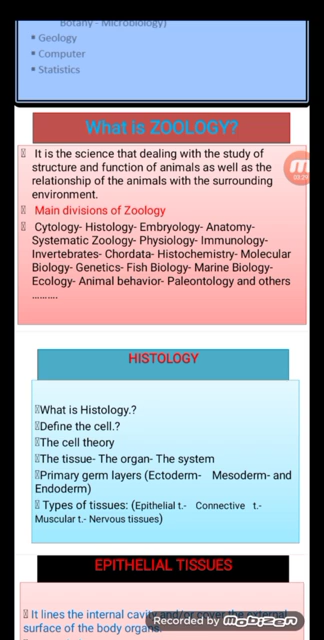 Botany - Microbiology)
▪ Geology
▪ Computer
▪ Statistics
What is ZOOLOGY?
It is the science that dealing with the study of
structure and function of animals as well as the
relationship of the animals with the surrounding
environment.
Main divisions of Zoology
Cytology- Histology- Embryology- Anatomy-
Systematic Zoology- Physiology- Immunology-
Invertebrates- Chordata- Histochemistry- Molecular
Biology- Genetics- Fish Biology- Marine Biology-
Ecology- Animal behavior- Paleontology and others
..........
03:29
HISTOLOGY
What is Histology.?
Define the cell.?
The cell theory
The tissue- The organ- The system
Primary germ layers (Ectoderm- Mesoderm- and
Endoderm)
Types of tissues: (Epithelial t.- Connective t.-
Muscular t.- Nervous tissues)
EPITHELIAL TISSUES
It lines the internal cavity and/or cover the external
surface of the body organs.
Recorded by mobizen